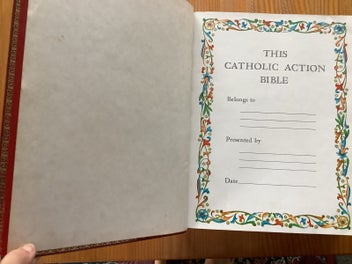 THIS
CATHOLIC ACTION
BIBLE
Belongs to
Presented by
Date